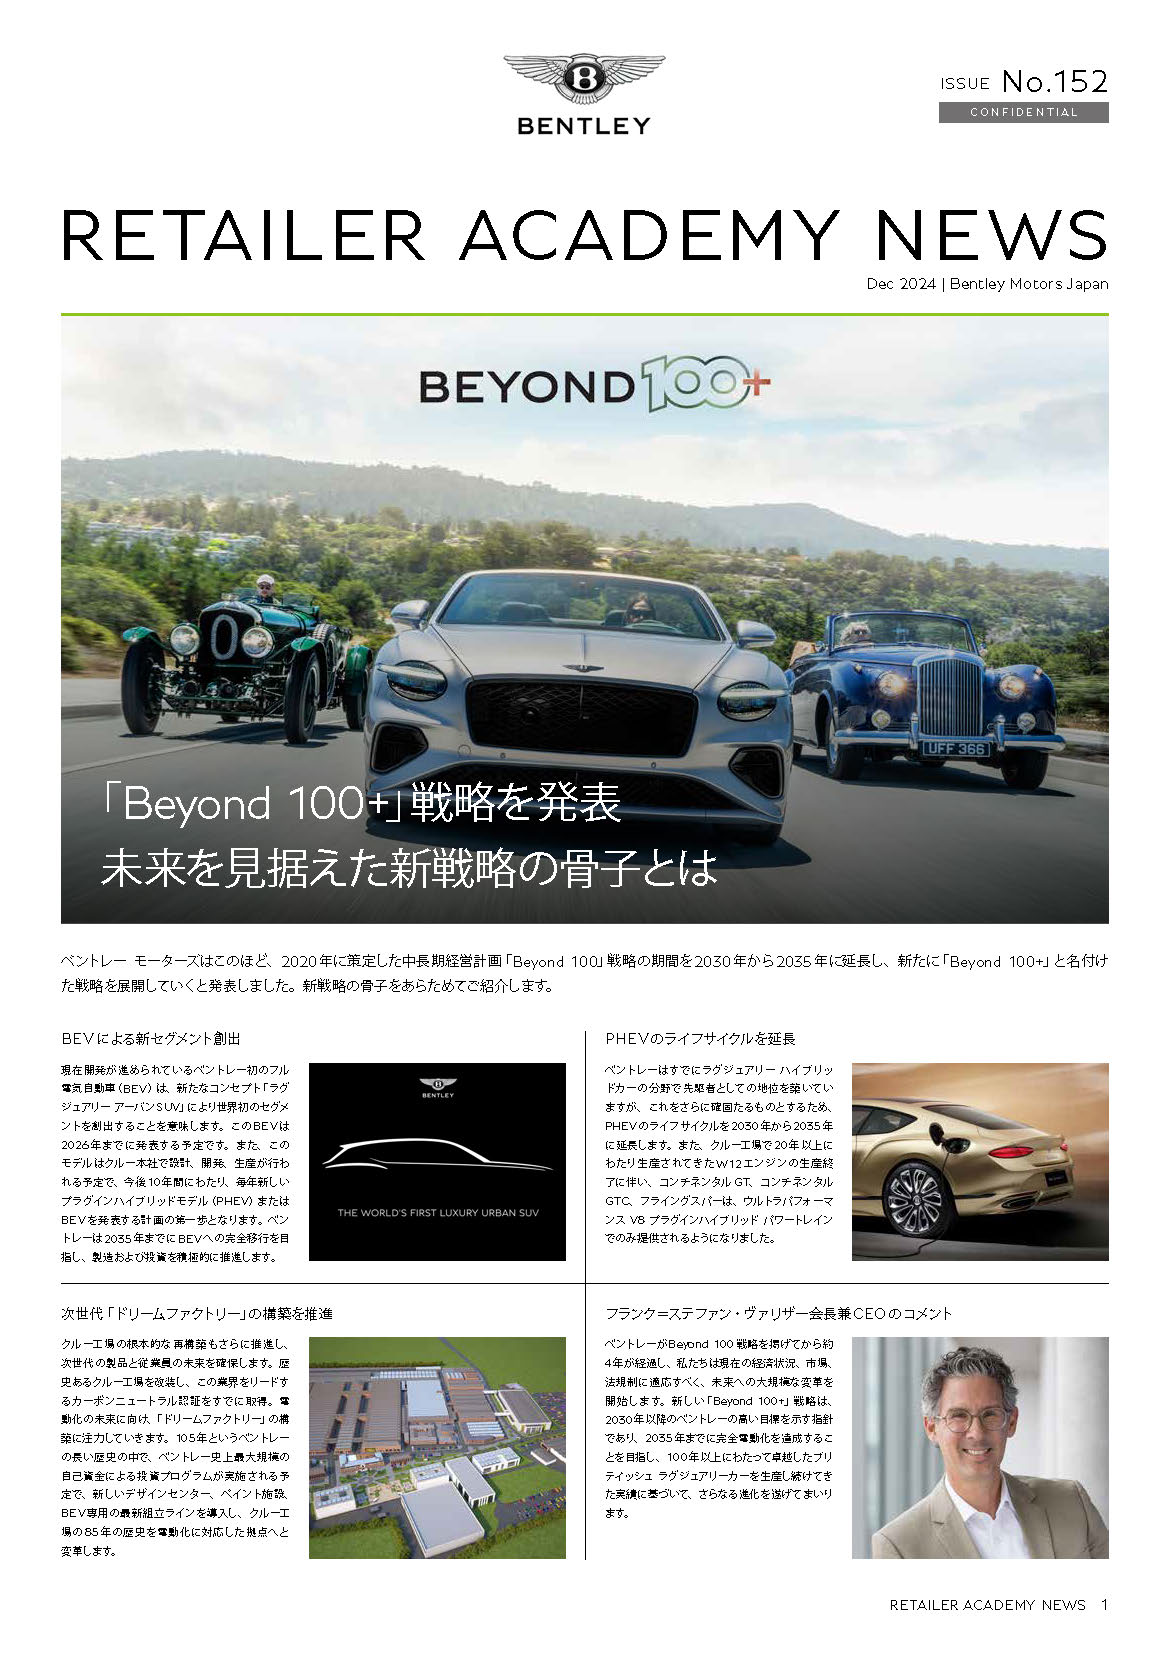 BENTLEY
ISSUE No.152
CONFIDENTIAL
RETAILER ACADEMY NEWS
Dec 2024 | Bentley Motors Japan
BEYOND 100+
UFF 366
「Beyond 100+」戦略を発表
未来を見据えた新戦略の骨子とは
ベントレー モーターズはこのほど、2020年に策定した中長期経営計画「Beyond 100」戦略の期間を2030年から2035年に延長し、新たに「Beyond 100+」と名付け
た戦略を展開していくと発表しました。新戦略の骨子をあらためてご紹介します。
BEVによる新セグメント創出
現在開発が進められているベントレー初のフル
電気自動車（BEV）は、新たなコンセプト「ラグ
ジュアリー アーバンSUV」により世界初のセグメ
ントを創出することを意味します。このBEVは
2026年までに発表する予定です。また、この
モデルはクルー本社で設計、開発、生産が行わ
れる予定で、今後10年間にわたり、毎年新しい
プラグインハイブリッドモデル（PHEV）または
BEVを発表する計画の第一歩となります。ベン
トレーは2035年までにBEVへの完全移行を目
指し、製造および投資を積極的に推進します。
BENTLEY
THE WORLD'S FIRST LUXURY URBAN SUV
PHEVのライフサイクルを延長
ベントレーはすでにラグジュアリー ハイブリッ
ドカーの分野で先駆者としての地位を築いてい
ますが、これをさらに確固たるものとするため、
PHEVのライフサイクルを2030年から2035年
に延長します。また、クルー工場で20年以上に
わたり生産されてきたW12エンジンの生産終
了に伴い、コンチネンタルGT、コンチネンタル
GTC、フライングスパーは、ウルトラパフォーマ
ンス V8 プラグインハイブリッド パワートレイン
でのみ提供されるようになりました。
次世代「ドリームファクトリー」の構築を推進
クルー工場の根本的な再構築もさらに推進し、
次世代の製品と従業員の未来を確保します。歴
史あるクルー工場を改装し、この業界をリードす
るカーボンニュートラル認証をすでに取得。電
動化の未来に向け、「ドリームファクトリー」の構
築に注力していきます。105年というベントレー
の長い歴史の中で、ベントレー史上最大規模の
自己資金による投資プログラムが実施される予
定で、新しいデザインセンター、ペイント施設、
BEV専用の最新組立ラインを導入し、クルー工
場の85年の歴史を電動化に対応した拠点へと
変革します。
フランク＝ステファン・ヴァリザー会長兼CEOのコメント
ベントレーがBeyond 100戦略を掲げてから約
4年が経過し、私たちは現在の経済状況、市場、
法規制に適応すべく、未来への大規模な変革を
開始します。新しい「Beyond 100+」戦略は、
2030年以降のベントレーの高い目標を示す指針
であり、2035年までに完全電動化を達成するこ
とを目指し、100年以上にわたって卓越したブリ
ティッシュ ラグジュアリーカーを生産し続けてき
た実績に基づいて、さらなる進化を遂げてまいり
ます。
RETAILER ACADEMY NEWS 1